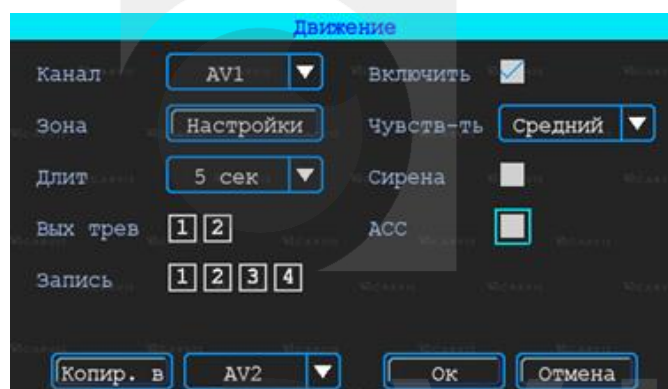 Движение
Канал AV1 Включить
Зона Настройки Чувств-ть Средний
Длит 5 сек Сирена
Вых трев 1 2 ACC
Запись 1 2 3 4
Копир. в AV2 Ок Отмена